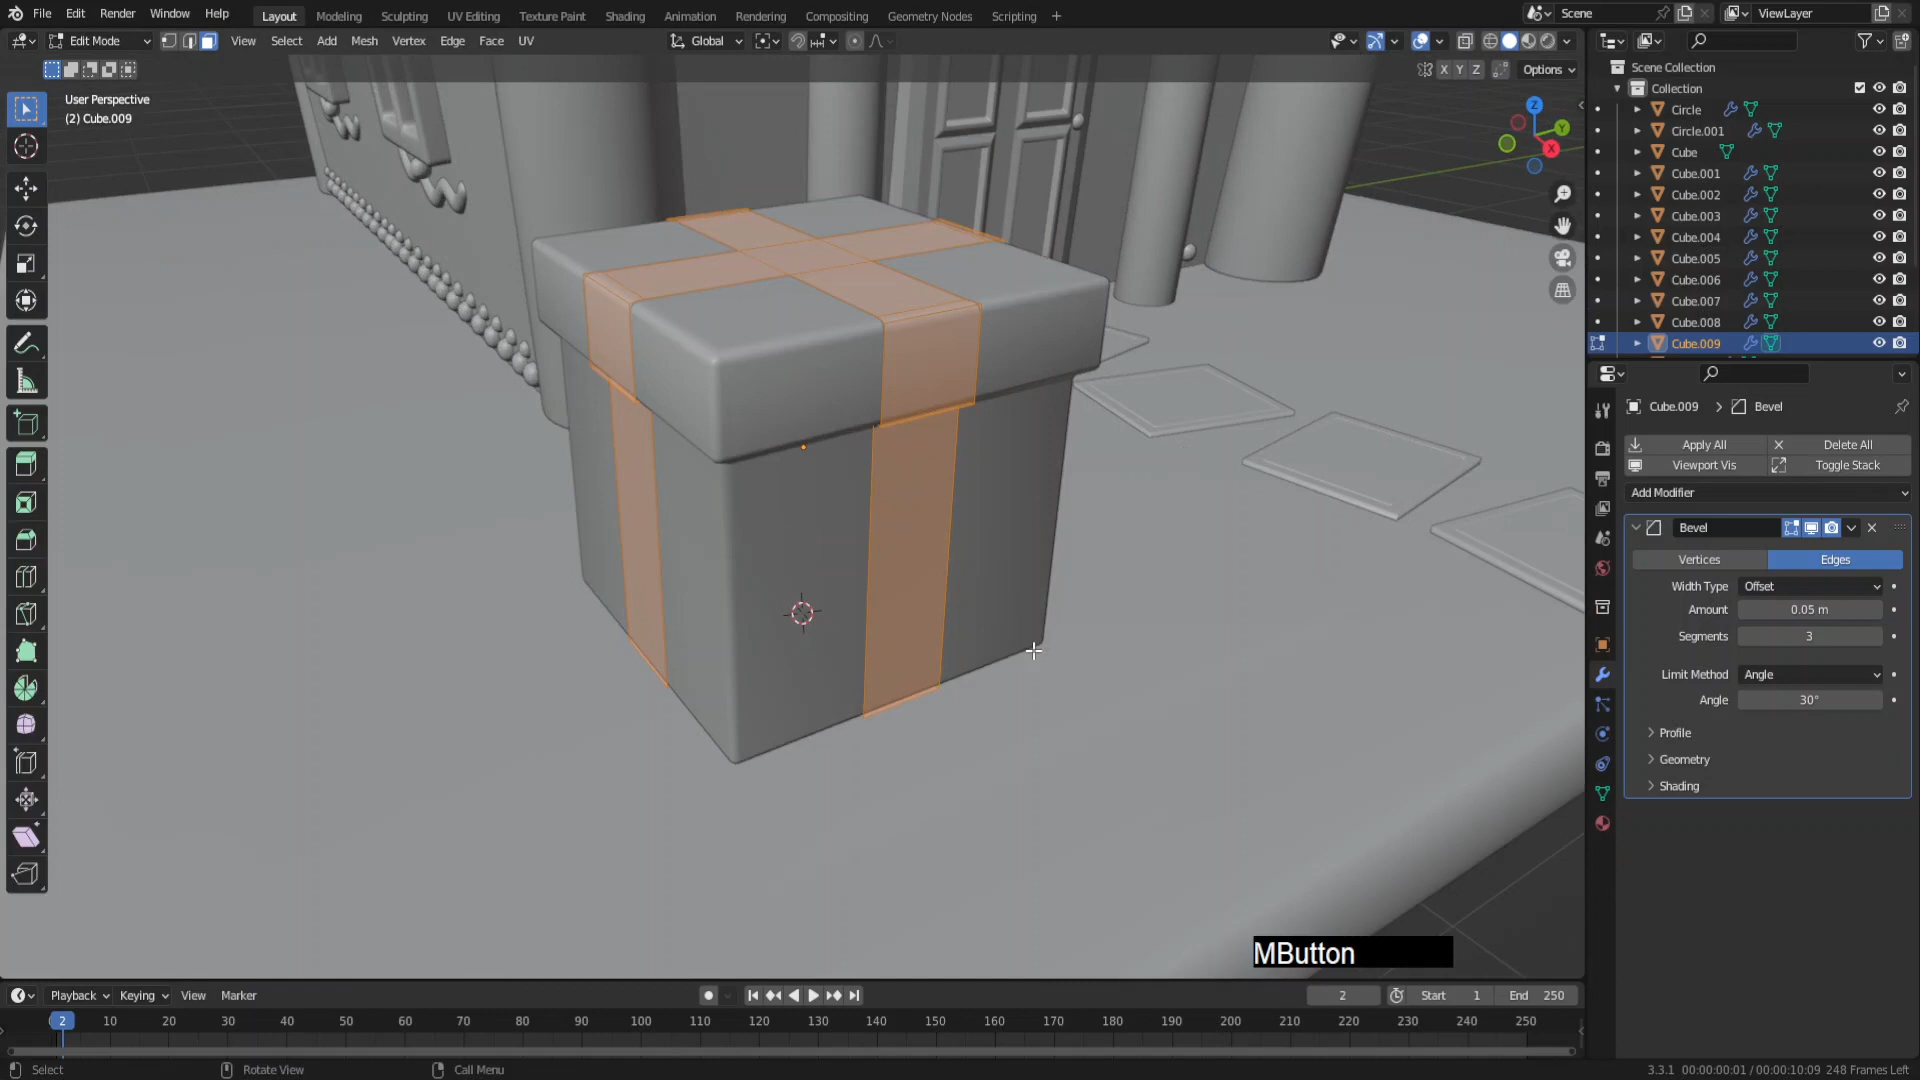 File Edit Render Window Help Layout Modeling Sculpting UV Editing Texture Paint Shading Animation Rendering Compositing Geometry Nodes Scripting + Scene ViewLayer
Edit Mode View Select Add Mesh Vertex Edge Face UV Global
X Y Z Options
User Perspective
(2) Cube.009
Z
Y
X
Scene Collection
Collection
Circle
Circle.001
Cube
Cube.001
Cube.002
Cube.003
Cube.004
Cube.005
Cube.006
Cube.007
Cube.008
Cube.009
Cube.009 > Bevel
Apply All Delete All
Viewport Vis Toggle Stack
Add Modifier
Bevel
Vertices Edges
Width Type Offset
Amount 0.05 m
Segments 3
Limit Method Angle
Angle 30°
Profile
Geometry
Shading
MButton
Playback Keying View Marker 2 Start 1 End 250
2 10 20 30 40 50 60 70 80 90 100 110 120 130 140 150 160 170 180 190 200 210 220 230 240 250
Select Rotate View Call Menu 3.3.1 00:00:00:01 / 00:00:10:09 248 Frames Left